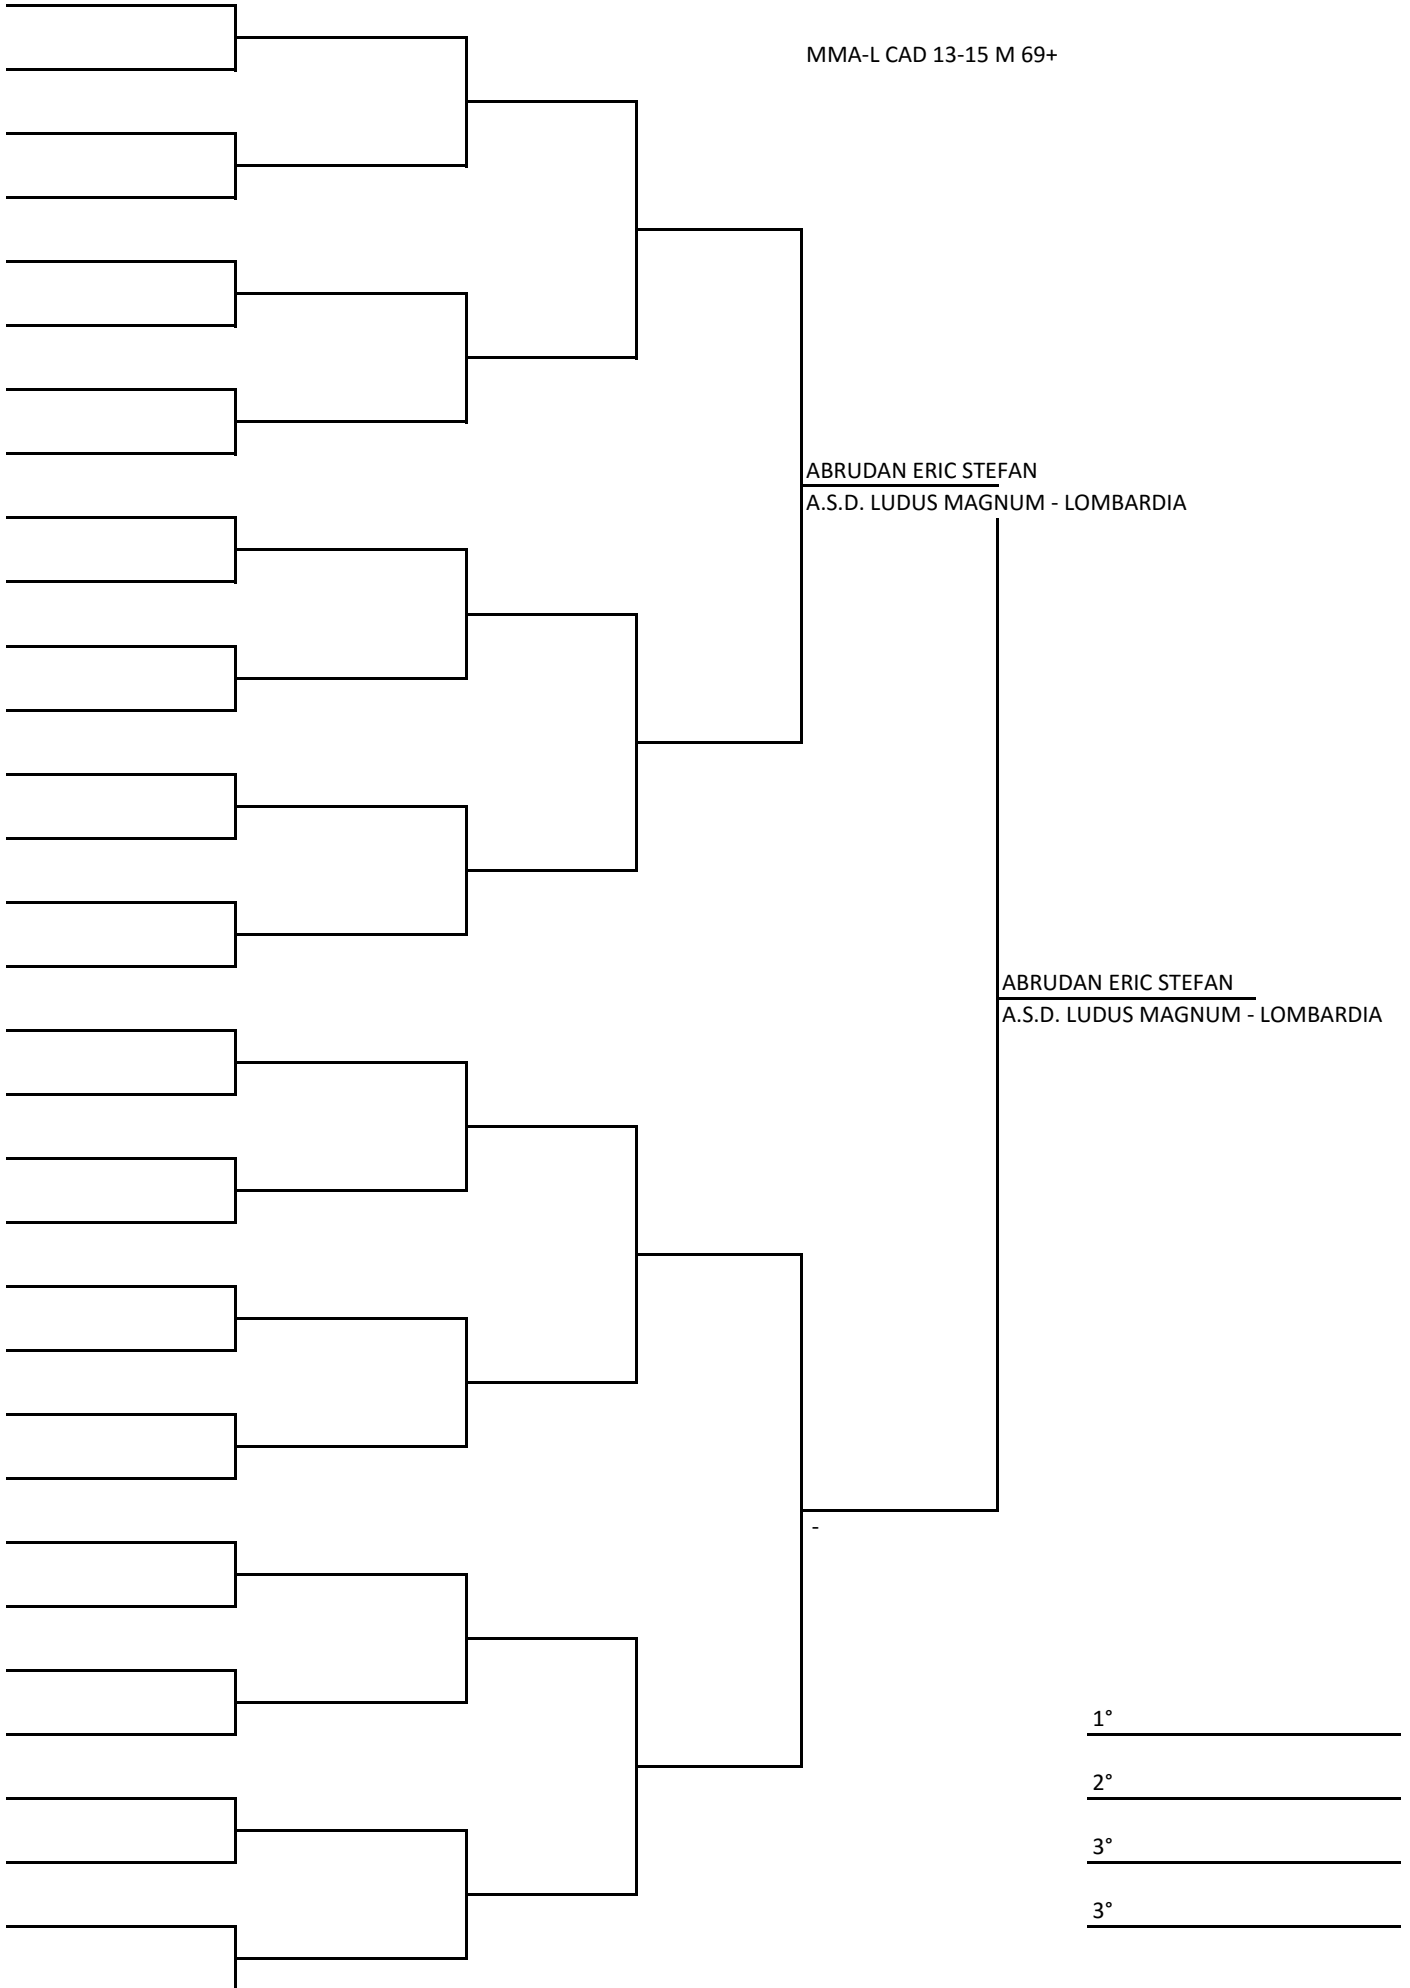 MMA-L CAD 13-15 M 69+
ABRUDAN ERIC STEFAN
A.S.D. LUDUS MAGNUM - LOMBARDIA
ABRUDAN ERIC STEFAN
A.S.D. LUDUS MAGNUM - LOMBARDIA
-
1°
2°
3°
3°